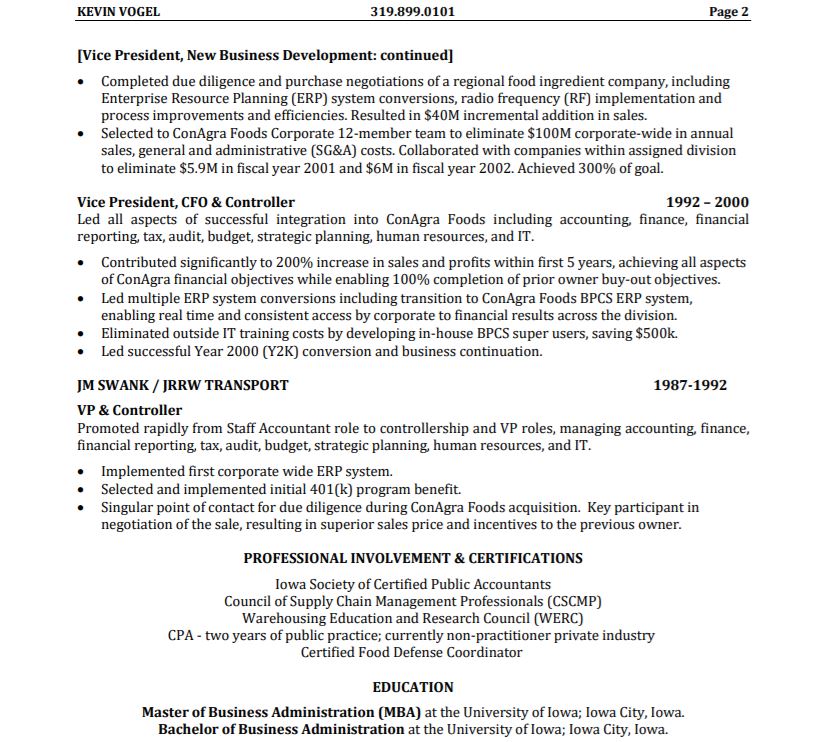 KEVIN VOGEL 319.899.0101 Page 2
[Vice President, New Business Development: continued]
• Completed due diligence and purchase negotiations of a regional food ingredient company, including
Enterprise Resource Planning (ERP) system conversions, radio frequency (RF) implementation and
process improvements and efficiencies. Resulted in $40M incremental addition in sales.
• Selected to ConAgra Foods Corporate 12-member team to eliminate $100M corporate-wide in annual
sales, general and administrative (SG&A) costs. Collaborated with companies within assigned division
to eliminate $5.9M in fiscal year 2001 and $6M in fiscal year 2002. Achieved 300% of goal.
Vice President, CFO & Controller 1992 – 2000
Led all aspects of successful integration into ConAgra Foods including accounting, finance, financial
reporting, tax, audit, budget, strategic planning, human resources, and IT.
• Contributed significantly to 200% increase in sales and profits within first 5 years, achieving all aspects
of ConAgra financial objectives while enabling 100% completion of prior owner buy-out objectives.
• Led multiple ERP system conversions including transition to ConAgra Foods BPCS ERP system,
enabling real time and consistent access by corporate to financial results across the division.
• Eliminated outside IT training costs by developing in-house BPCS super users, saving $500k.
• Led successful Year 2000 (Y2K) conversion and business continuation.
JM SWANK / JRRW TRANSPORT 1987-1992
VP & Controller
Promoted rapidly from Staff Accountant role to controllership and VP roles, managing accounting, finance,
financial reporting, tax, audit, budget, strategic planning, human resources, and IT.
• Implemented first corporate wide ERP system.
• Selected and implemented initial 401(k) program benefit.
• Singular point of contact for due diligence during ConAgra Foods acquisition. Key participant in
negotiation of the sale, resulting in superior sales price and incentives to the previous owner.
PROFESSIONAL INVOLVEMENT & CERTIFICATIONS
Iowa Society of Certified Public Accountants
Council of Supply Chain Management Professionals (CSCMP)
Warehousing Education and Research Council (WERC)
CPA - two years of public practice; currently non-practitioner private industry
Certified Food Defense Coordinator
EDUCATION
Master of Business Administration (MBA) at the University of Iowa; Iowa City, Iowa.
Bachelor of Business Administration at the University of Iowa; Iowa City, Iowa.